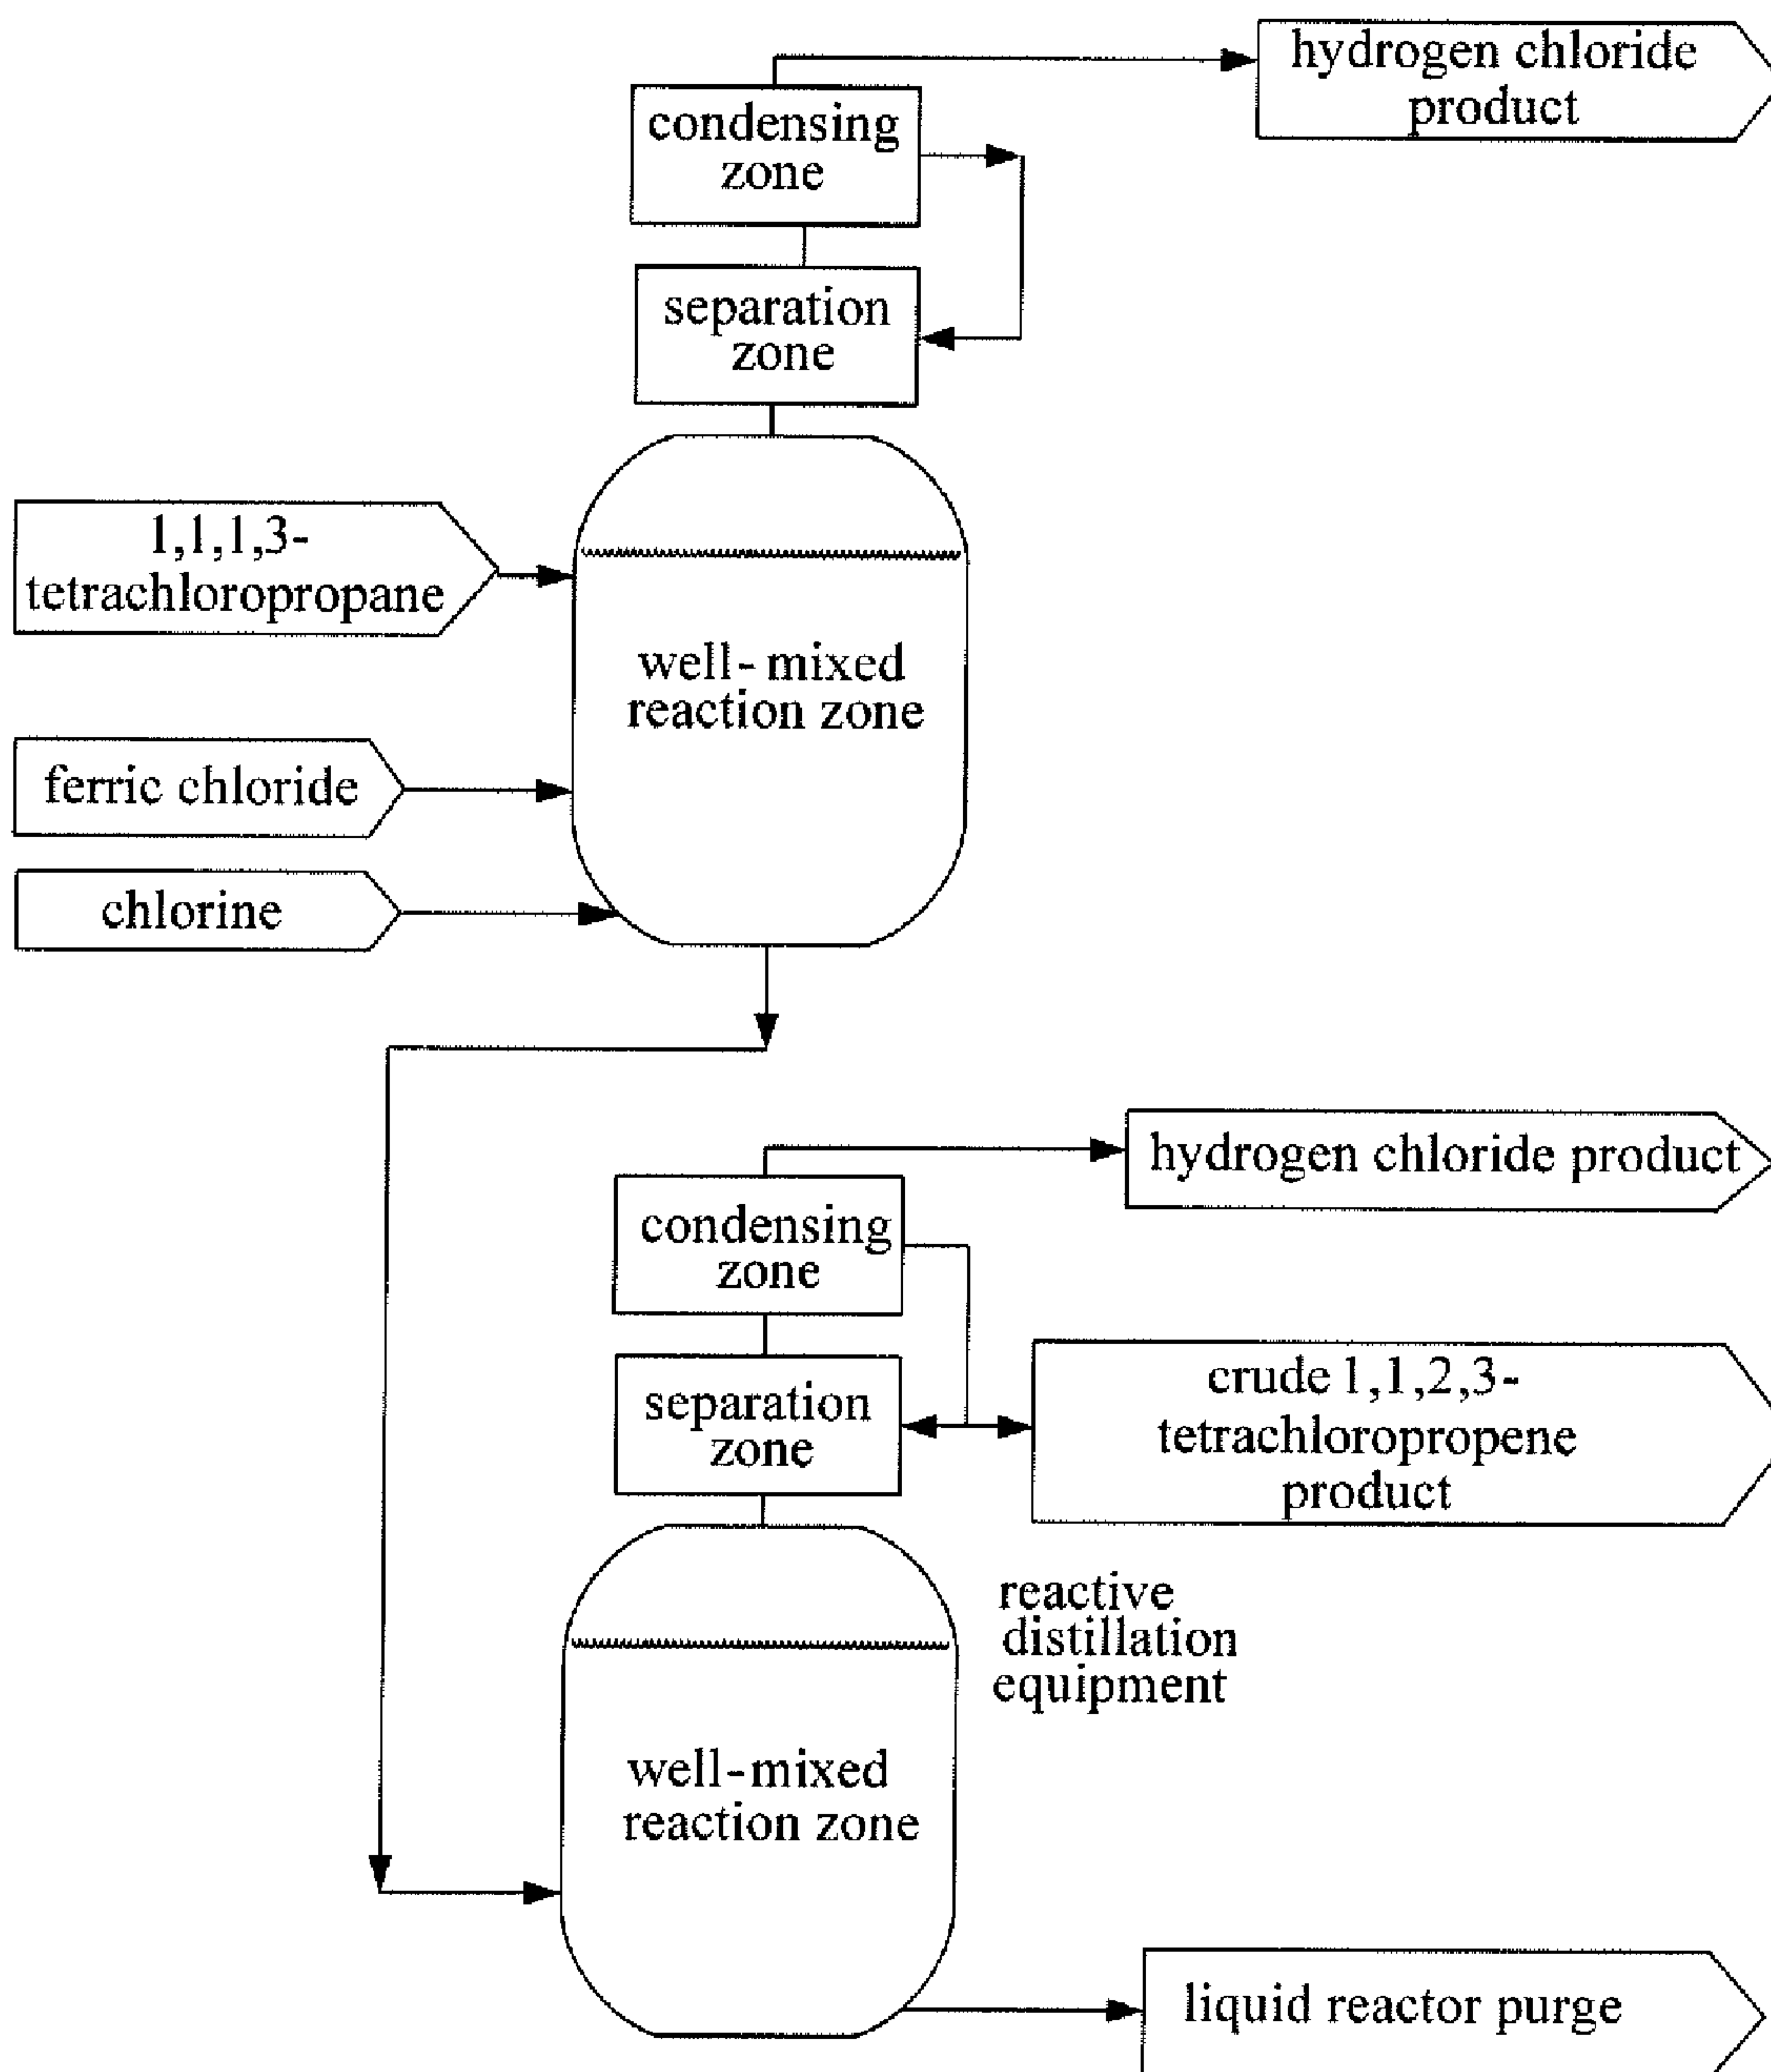 hydrogen chloride
product
condensing
zone
separation
zone
1,1,1,3-
tetrachloropropane
well-mixed
reaction zone
ferric chloride
chlorine
hydrogen chloride product
condensing
zone
crude 1,1,2,3-
tetrachloropropene
product
separation
zone
reactive
distillation
equipment
well-mixed
reaction zone
liquid reactor purge